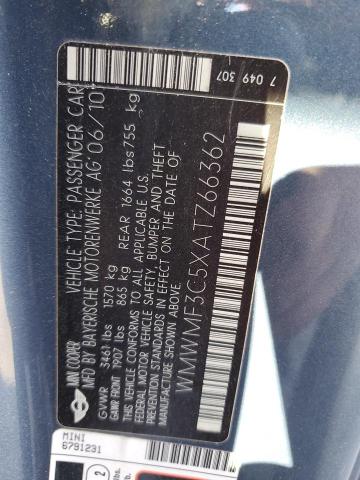 MINI COOPER
VEHICLE TYPE: PASSENGER CAR
MFD BY BAYERISCHE MOTORENWERKE AG 06/10
GVWR 3461 lbs 1570 kg
GAWR FRONT 1907 lbs 865 kg REAR 1664 lbs 755 kg
THIS VEHICLE CONFORMS TO ALL APPLICABLE U.S.
FEDERAL MOTOR VEHICLE SAFETY, BUMPER AND THEFT
PREVENTION STANDARDS IN EFFECT ON THE DATE OF
MANUFACTURE SHOWN ABOVE.
WMWMF3C5XATZ66362
7 049 307
MINI
6791231
2
lbs.